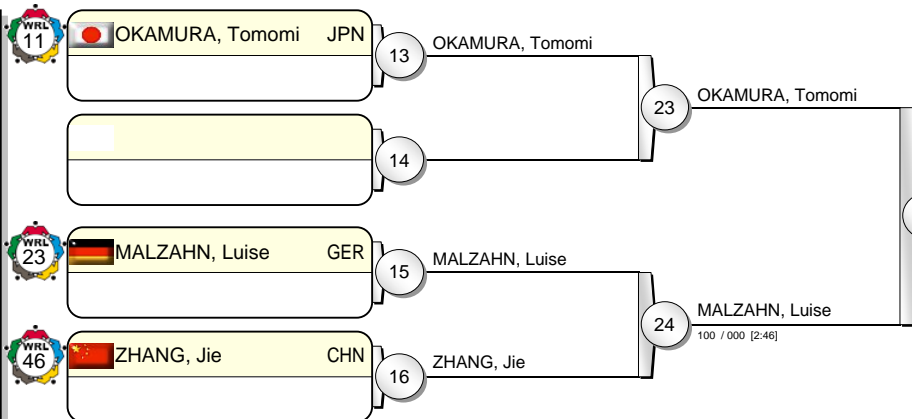 WRL
11
OKAMURA, Tomomi JPN
13
OKAMURA, Tomomi
23
OKAMURA, Tomomi
14
WRL
23
MALZAHN, Luise GER
15
MALZAHN, Luise
24
MALZAHN, Luise
100 / 000 [2:46]
WRL
46
ZHANG, Jie CHN
16
ZHANG, Jie